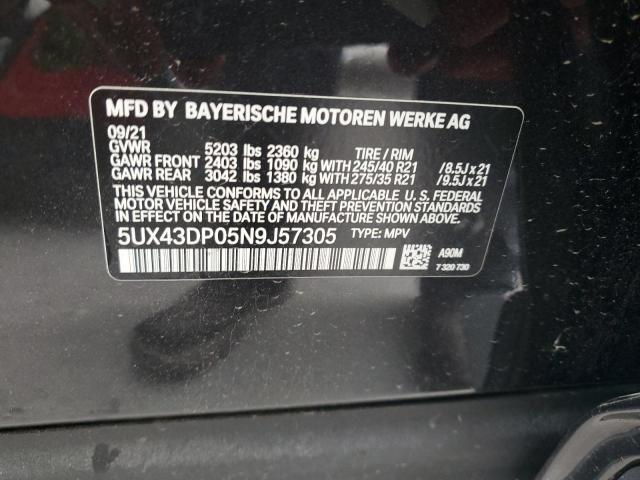 MFD BY BAYERISCHE MOTOREN WERKE AG
09/21
GVWR 5203 lbs 2360 kg TIRE / RIM
GAWR FRONT 2403 lbs 1090 kg WITH 245/40 R21 /8.5J x 21
GAWR REAR 3042 lbs 1380 kg WITH 275/35 R21 /9.5J x 21
THIS VEHICLE CONFORMS TO ALL APPLICABLE U. S. FEDERAL
MOTOR VEHICLE SAFETY, BUMPER, AND THEFT PREVENTION
STANDARDS IN EFFECT ON THE DATE OF MANUFACTURE SHOWN ABOVE.
5UX43DP05N9J57305 TYPE: MPV
A90M
7 320 730